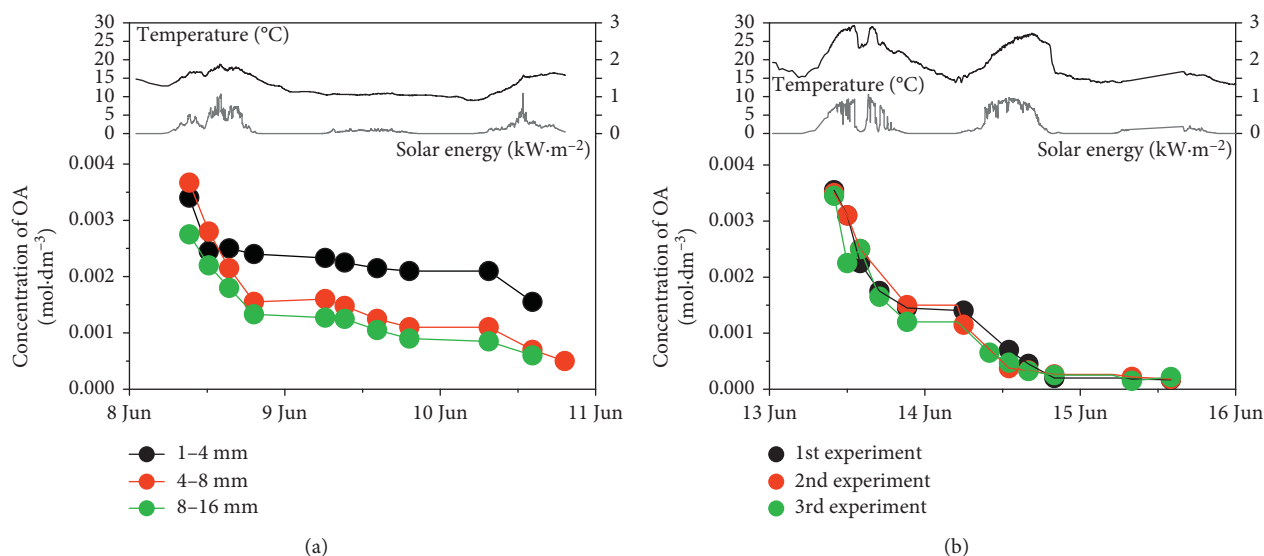 30
25
20
15
10
5
0
Temperature (°C)
3
2
1
0
Solar energy (kW·m−2)
Concentration of OA
(mol·dm−3)
0.004
0.003
0.002
0.001
0.000
8 Jun
9 Jun
10 Jun
11 Jun
1–4 mm
4–8 mm
8–16 mm
(a)
30
25
20
15
10
5
0
Temperature (°C)
3
2
1
0
Solar energy (kW·m−2)
Concentration of OA
(mol·dm−3)
0.004
0.003
0.002
0.001
0.000
13 Jun
14 Jun
15 Jun
16 Jun
1st experiment
2nd experiment
3rd experiment
(b)